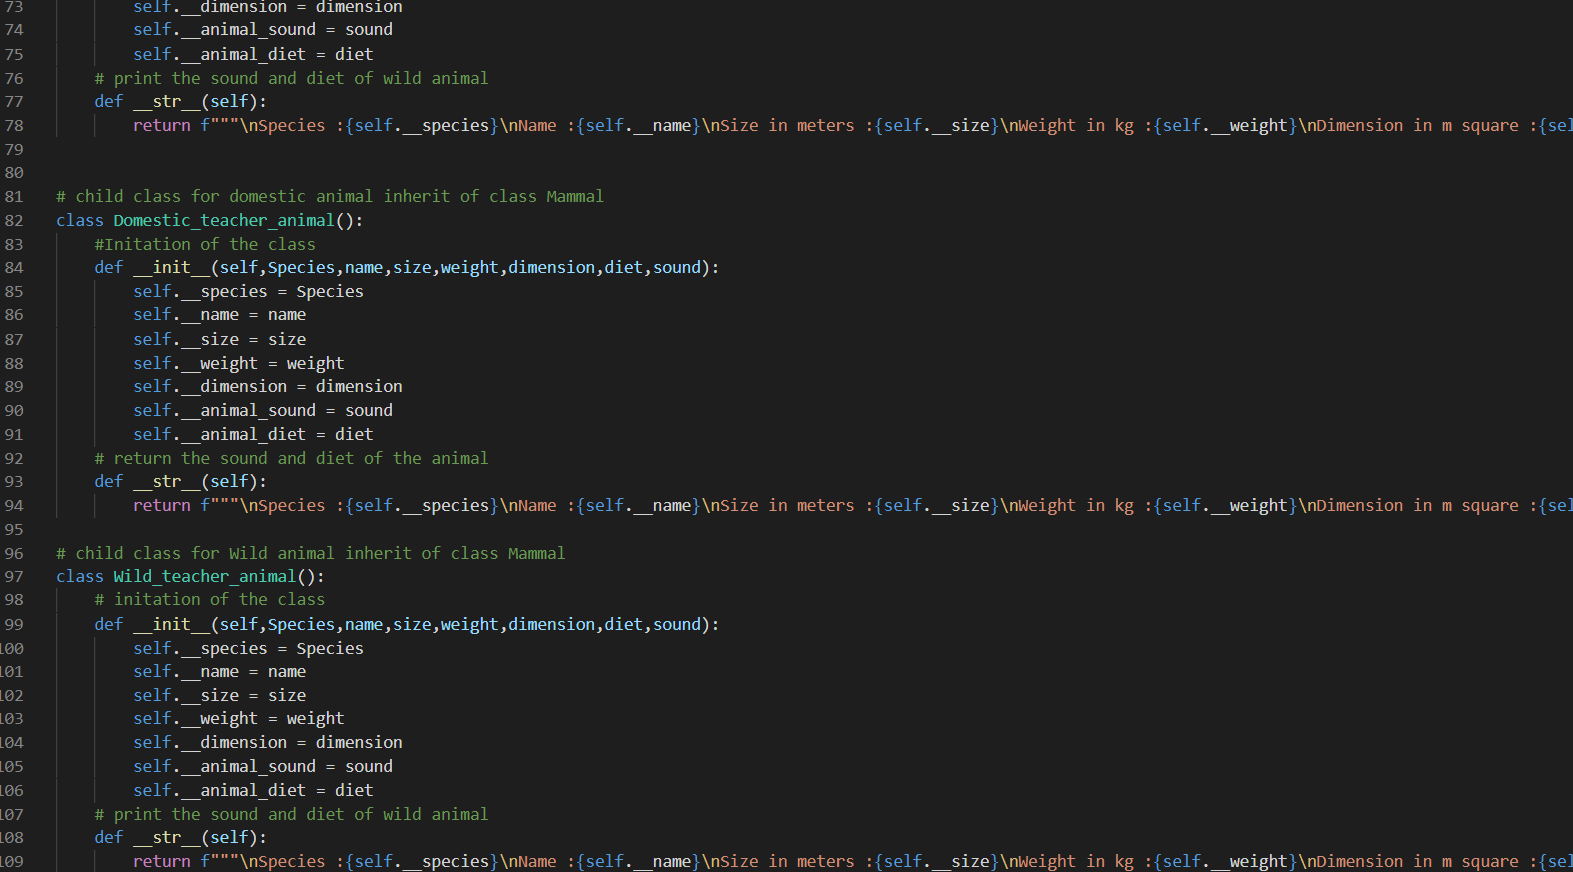 73 self.__dimension = dimension
74 self.__animal_sound = sound
75 self.__animal_diet = diet
76 # print the sound and diet of wild animal
77 def __str__(self):
78 return f"""\nSpecies :{self.__species}\nName :{self.__name}\nSize in meters :{self.__size}\nWeight in kg :{self.__weight}\nDimension in m square :{sel
79
80
81 # child class for domestic animal inherit of class Mammal
82 class Domestic_teacher_animal():
83 #Initation of the class
84 def __init__(self,Species,name,size,weight,dimension,diet,sound):
85 self.__species = Species
86 self.__name = name
87 self.__size = size
88 self.__weight = weight
89 self.__dimension = dimension
90 self.__animal_sound = sound
91 self.__animal_diet = diet
92 # return the sound and diet of the animal
93 def __str__(self):
94 return f"""\nSpecies :{self.__species}\nName :{self.__name}\nSize in meters :{self.__size}\nWeight in kg :{self.__weight}\nDimension in m square :{sel
95
96 # child class for Wild animal inherit of class Mammal
97 class Wild_teacher_animal():
98 # initation of the class
99 def __init__(self,Species,name,size,weight,dimension,diet,sound):
100 self.__species = Species
101 self.__name = name
102 self.__size = size
103 self.__weight = weight
104 self.__dimension = dimension
105 self.__animal_sound = sound
106 self.__animal_diet = diet
107 # print the sound and diet of wild animal
108 def __str__(self):
109 return f"""\nSpecies :{self.__species}\nName :{self.__name}\nSize in meters :{self.__size}\nWeight in kg :{self.__weight}\nDimension in m square :{sel